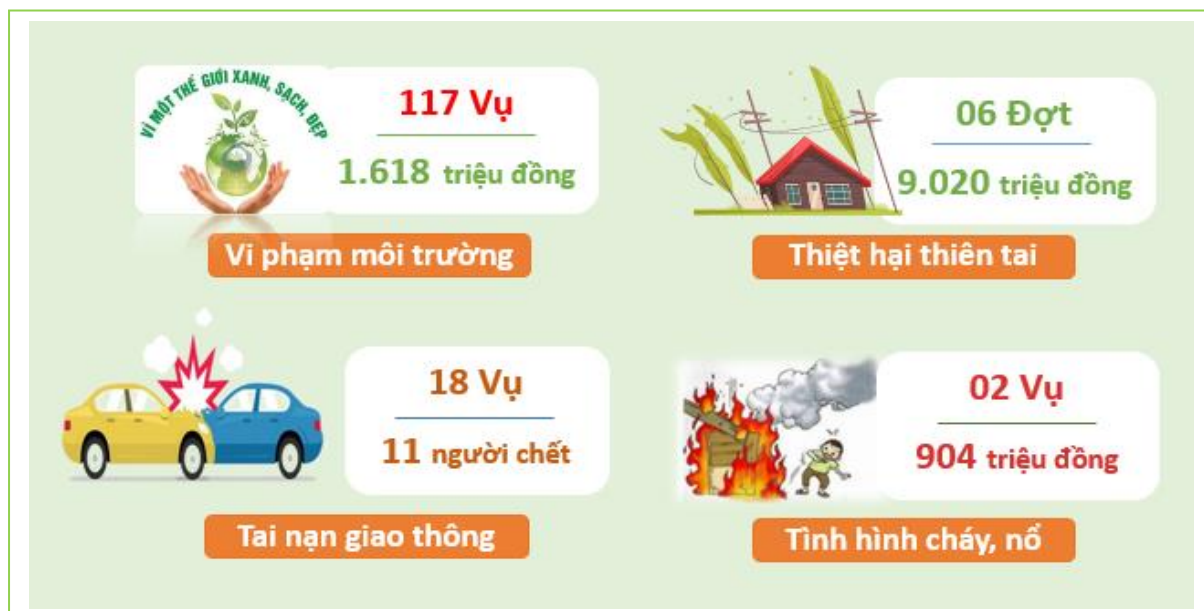 VÌ MỘT THẾ GIỚI XANH, SẠCH, ĐẸP
117 Vụ
1.618 triệu đồng
Vi phạm môi trường
06 Đợt
9.020 triệu đồng
Thiệt hại thiên tai
18 Vụ
11 người chết
Tai nạn giao thông
02 Vụ
904 triệu đồng
Tình hình cháy, nổ